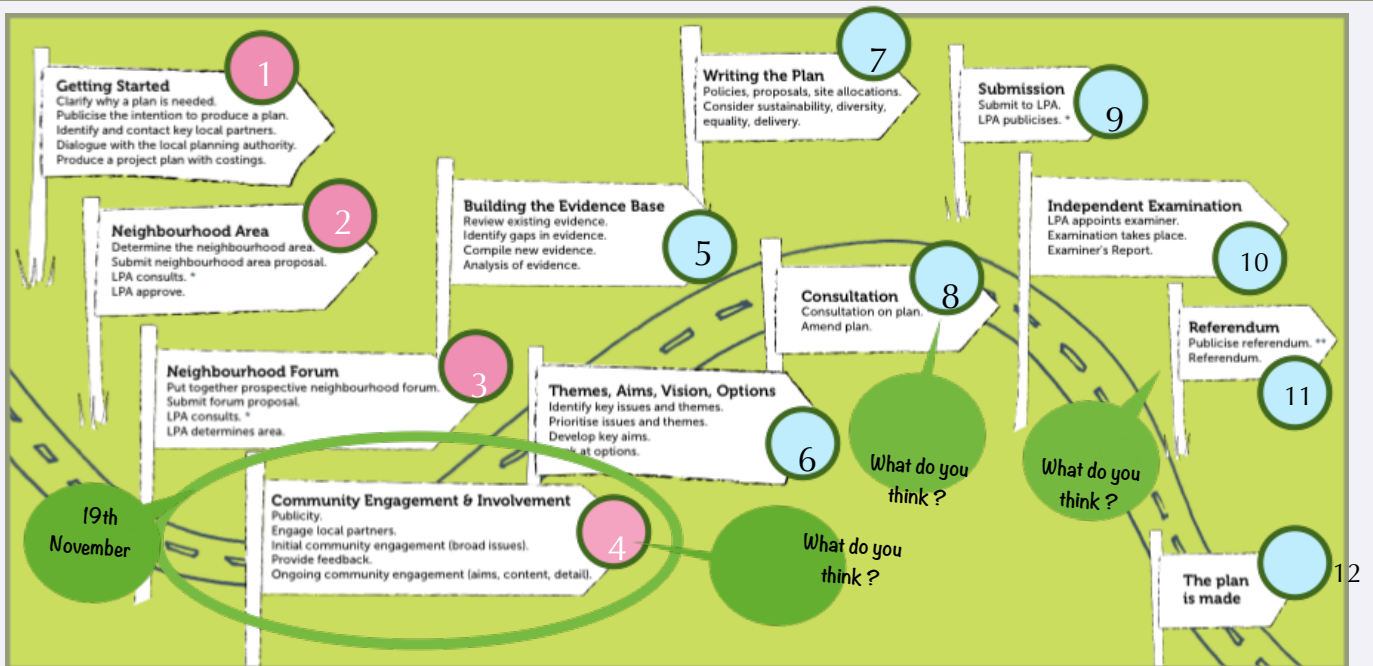 1
Getting Started
Clarify why a plan is needed.
Publicise the intention to produce a plan.
Identify and contact key local partners.
Dialogue with the local planning authority.
Produce a project plan with costings.
2
Neighbourhood Area
Determine the neighbourhood area.
Submit neighbourhood area proposal.
LPA consults. *
LPA approve.
3
Neighbourhood Forum
Put together prospective neighbourhood forum.
Submit forum proposal.
LPA consults. *
LPA determines area.
19th
November
4
Community Engagement & Involvement
Publicity.
Engage local partners.
Initial community engagement (broad issues).
Provide feedback.
Ongoing community engagement (aims, content, detail).
What do you
think ?
5
Building the Evidence Base
Review existing evidence.
Identify gaps in evidence.
Compile new evidence.
Analysis of evidence.
6
Themes, Aims, Vision, Options
Identify key issues and themes.
Prioritise issues and themes.
Develop key aims.
at options.
7
Writing the Plan
Policies, proposals, site allocations.
Consider sustainability, diversity,
equality, delivery.
8
Consultation
Consultation on plan.
Amend plan.
What do you
think ?
9
Submission
Submit to LPA.
LPA publicises. *
10
Independent Examination
LPA appoints examiner.
Examination takes place.
Examiner's Report.
11
Referendum
Publicise referendum. **
Referendum.
What do you
think ?
12
The plan
is made